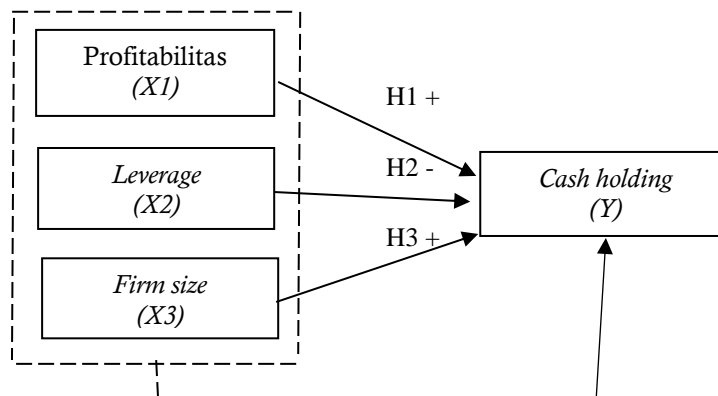 Profitabilitas
(X1)
H1 +
Leverage
(X2)
H2 -
Cash holding
(Y)
H3 +
Firm size
(X3)